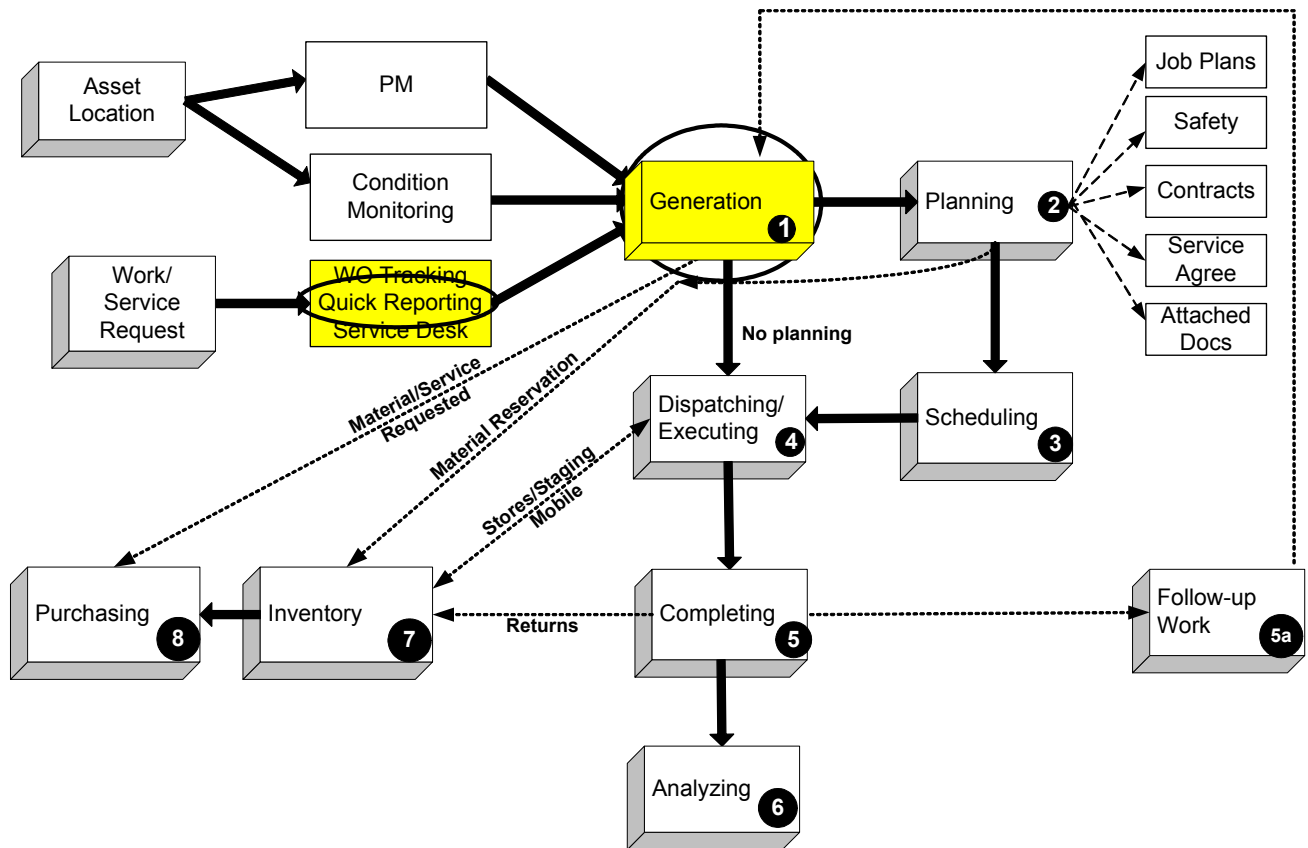 Asset
Location
PM
Condition
Monitoring
Work/
Service
Request
WO Tracking
Quick Reporting
Service Desk
Generation
1
Planning
2
Job Plans
Safety
Contracts
Service
Agree
Attached
Docs
No planning
Material/Service
Requested
Material Reservation
Stores/Staging
Mobile
Dispatching/
Executing
4
Scheduling
3
Purchasing
8
Inventory
7
Returns
Completing
5
Follow-up
Work
5a
Analyzing
6